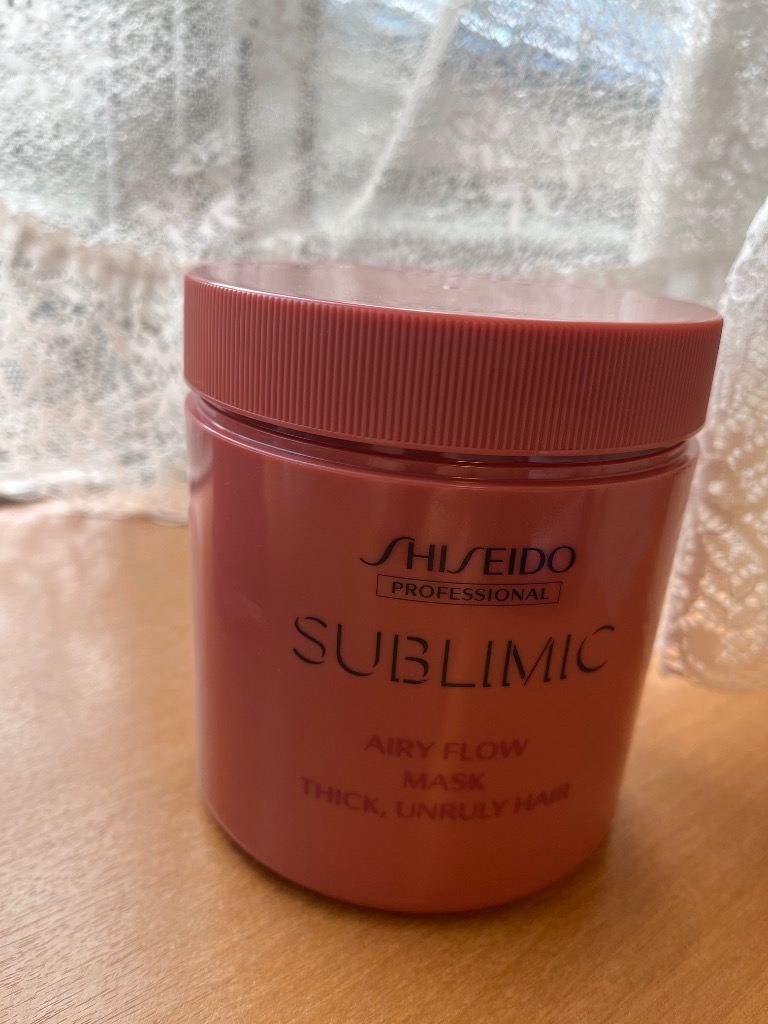 SHISEIDO
PROFESSIONAL
SUBLIMIC
AIRY FLOW
MASK
THICK, UNRULY HAIR